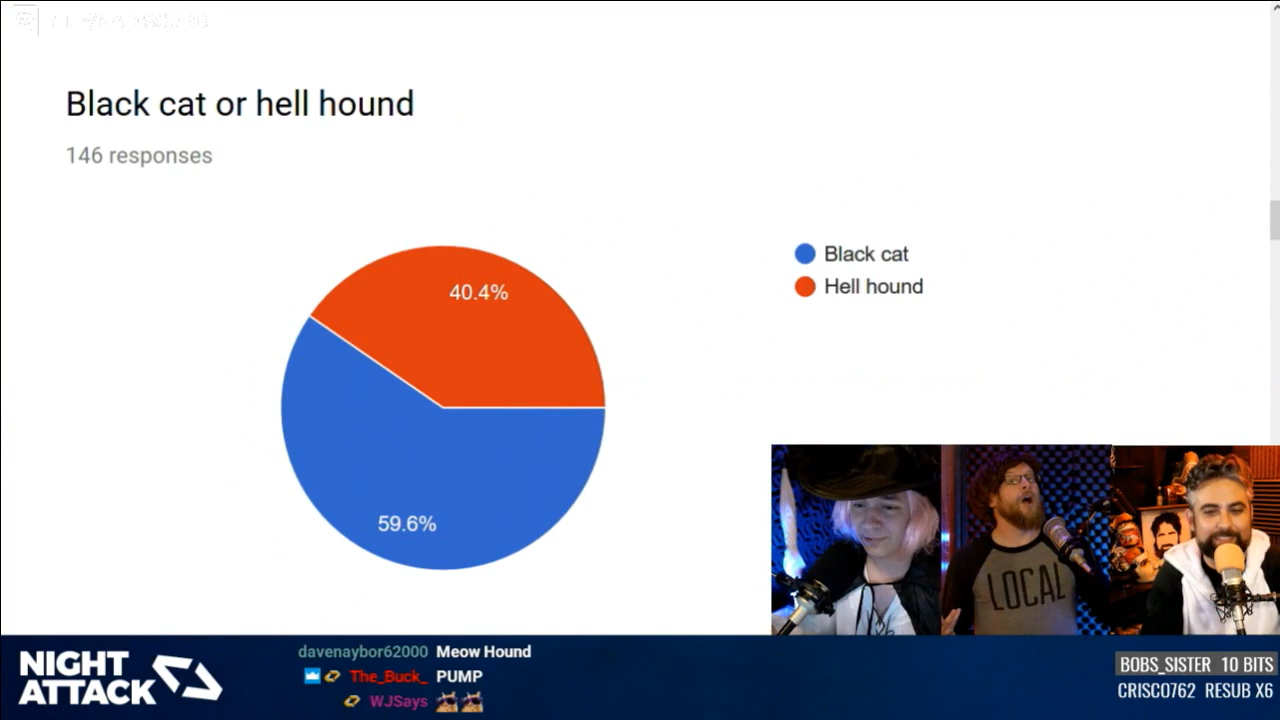 Black cat or hell hound
146 responses
Black cat
Hell hound
40.4%
59.6%
LOCAL
NIGHT
ATTACK
davenaybor62000 Meow Hound
The_Buck_ PUMP
WJSays
BOBS_SISTER 10 BITS
CRISCO762 RESUB X6